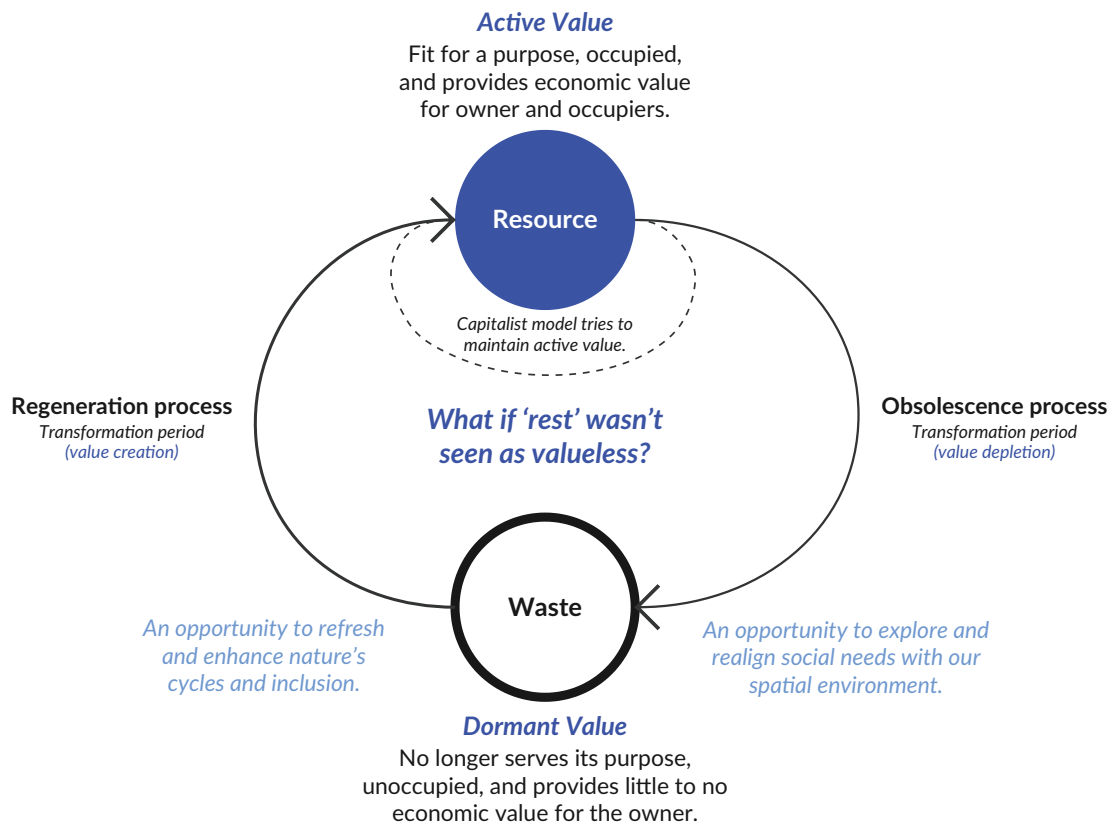 Active Value
Fit for a purpose, occupied,
and provides economic value
for owner and occupiers.
Resource
Capitalist model tries to
maintain active value.
Regeneration process
Transformation period
(value creation)
What if ‘rest’ wasn’t
seen as valueless?
Obsolescence process
Transformation period
(value depletion)
Waste
An opportunity to refresh
and enhance nature’s
cycles and inclusion.
An opportunity to explore and
realign social needs with our
spatial environment.
Dormant Value
No longer serves its purpose,
unoccupied, and provides little to no
economic value for the owner.